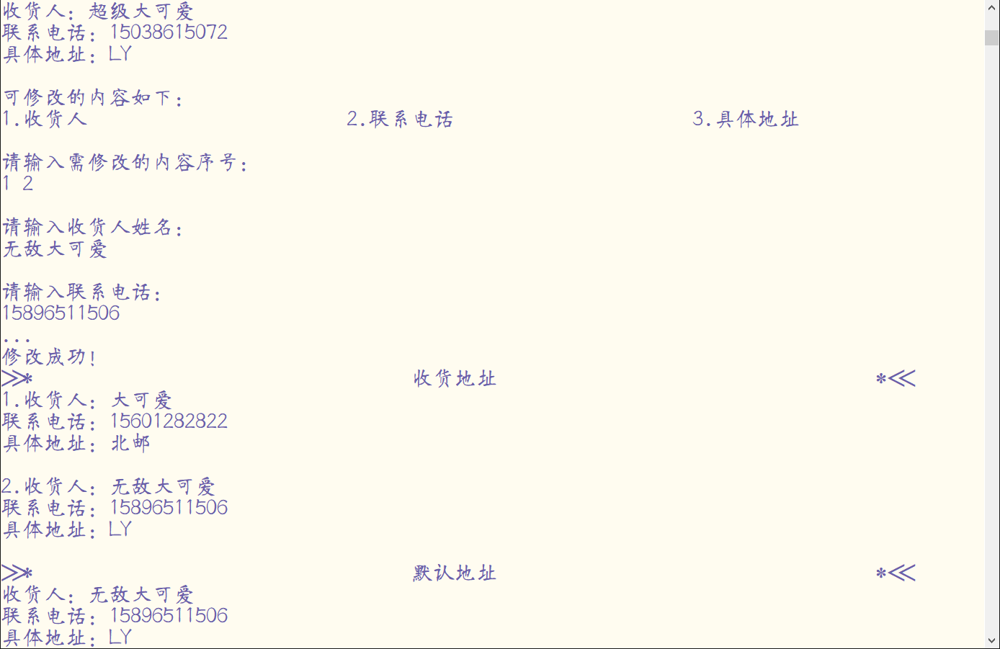 收货人：超级大可爱
联系电话：15038615072
具体地址：LY
可修改的内容如下：
1.收货人 2.联系电话 3.具体地址
请输入需修改的内容序号：
1 2
请输入收货人姓名：
无敌大可爱
请输入联系电话：
15896511506
...
修改成功！
>>* 收货地址 *<<
1.收货人：大可爱
联系电话：15601282822
具体地址：北邮
2.收货人：无敌大可爱
联系电话：15896511506
具体地址：LY
>>* 默认地址 *<<
收货人：无敌大可爱
联系电话：15896511506
具体地址：LY